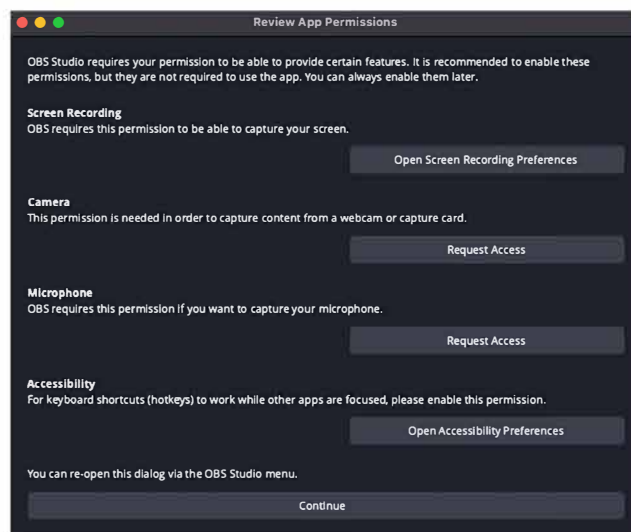 Review App Permissions
OBS Studio requires your permission to be able to provide certain features. It is recommended to enable these
permissions, but they are not required to use the app. You can always enable them later.
Screen Recording
OBS requires this permission to be able to capture your screen.
Open Screen Recording Preferences
Camera
This permission is needed in order to capture content from a webcam or capture card.
Request Access
Microphone
OBS requires this permission if you want to capture your microphone.
Request Access
Accessibility
For keyboard shortcuts (hotkeys) to work while other apps are focused, please enable this permission.
Open Accessibility Preferences
You can re-open this dialog via the OBS Studio menu.
Continue